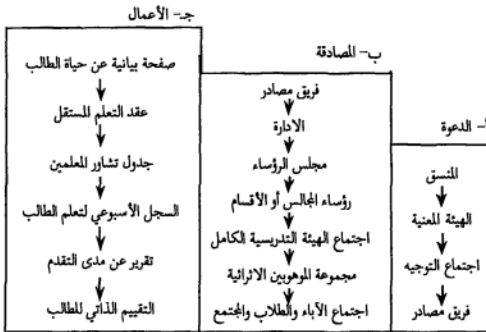 أ- الدعوة
المنسق
الهيئة المعنية
اجتماع التوجيه
فريق مصادر
ب- المصادقة
فريق مصادر
الادارة
مجلس الرؤساء
رؤساء المجالس أو الأقسام
اجتماع الهيئة التدريسية الكامل
مجموعة الموهوبين الاثرائية
اجتماع الآباء والطلاب والمجتمع
جـ- الأعمال
صفحة بيانية عن حياة الطالب
عقد التعلم المستقل
جدول تشاور المعلمين
السجل الأسبوعي لتعلم الطالب
تقرير عن مدى التقدم
التقييم الذاتي للطالب